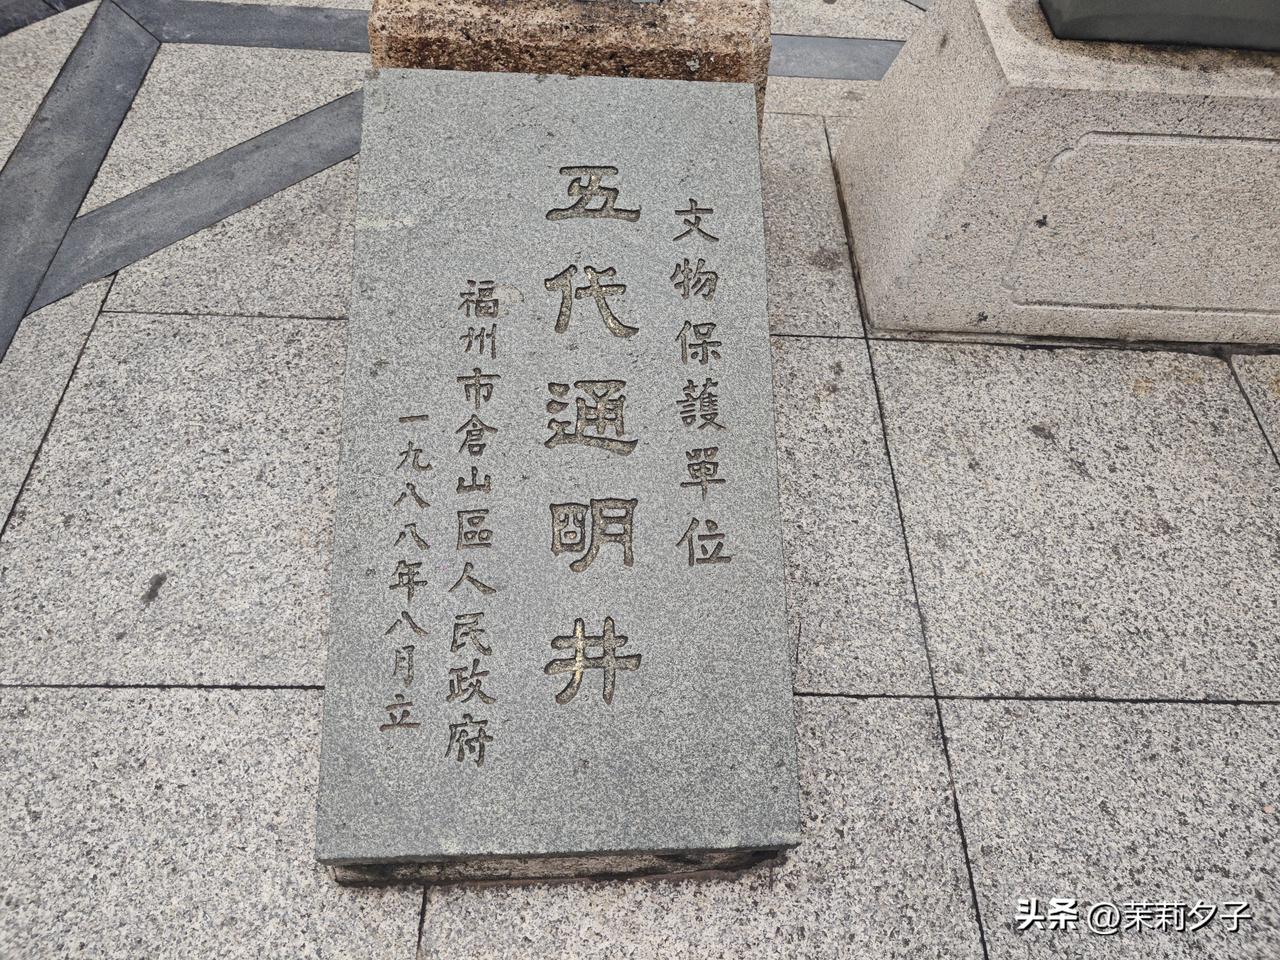 文物保護單位
五代通明井
福州市倉山區人民政府
一九八八年八月立
头条 @茉莉夕子